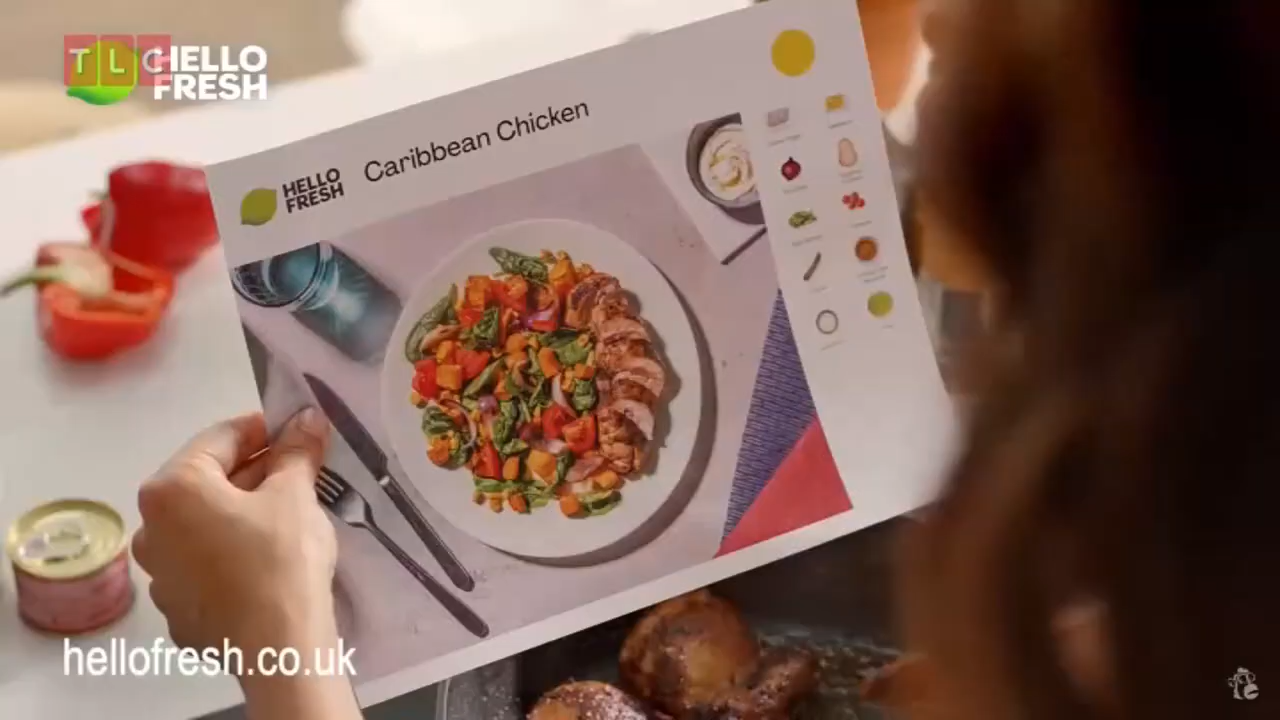 TLC
HELLO
FRESH
HELLO
FRESH
Caribbean Chicken
hellofresh.co.uk